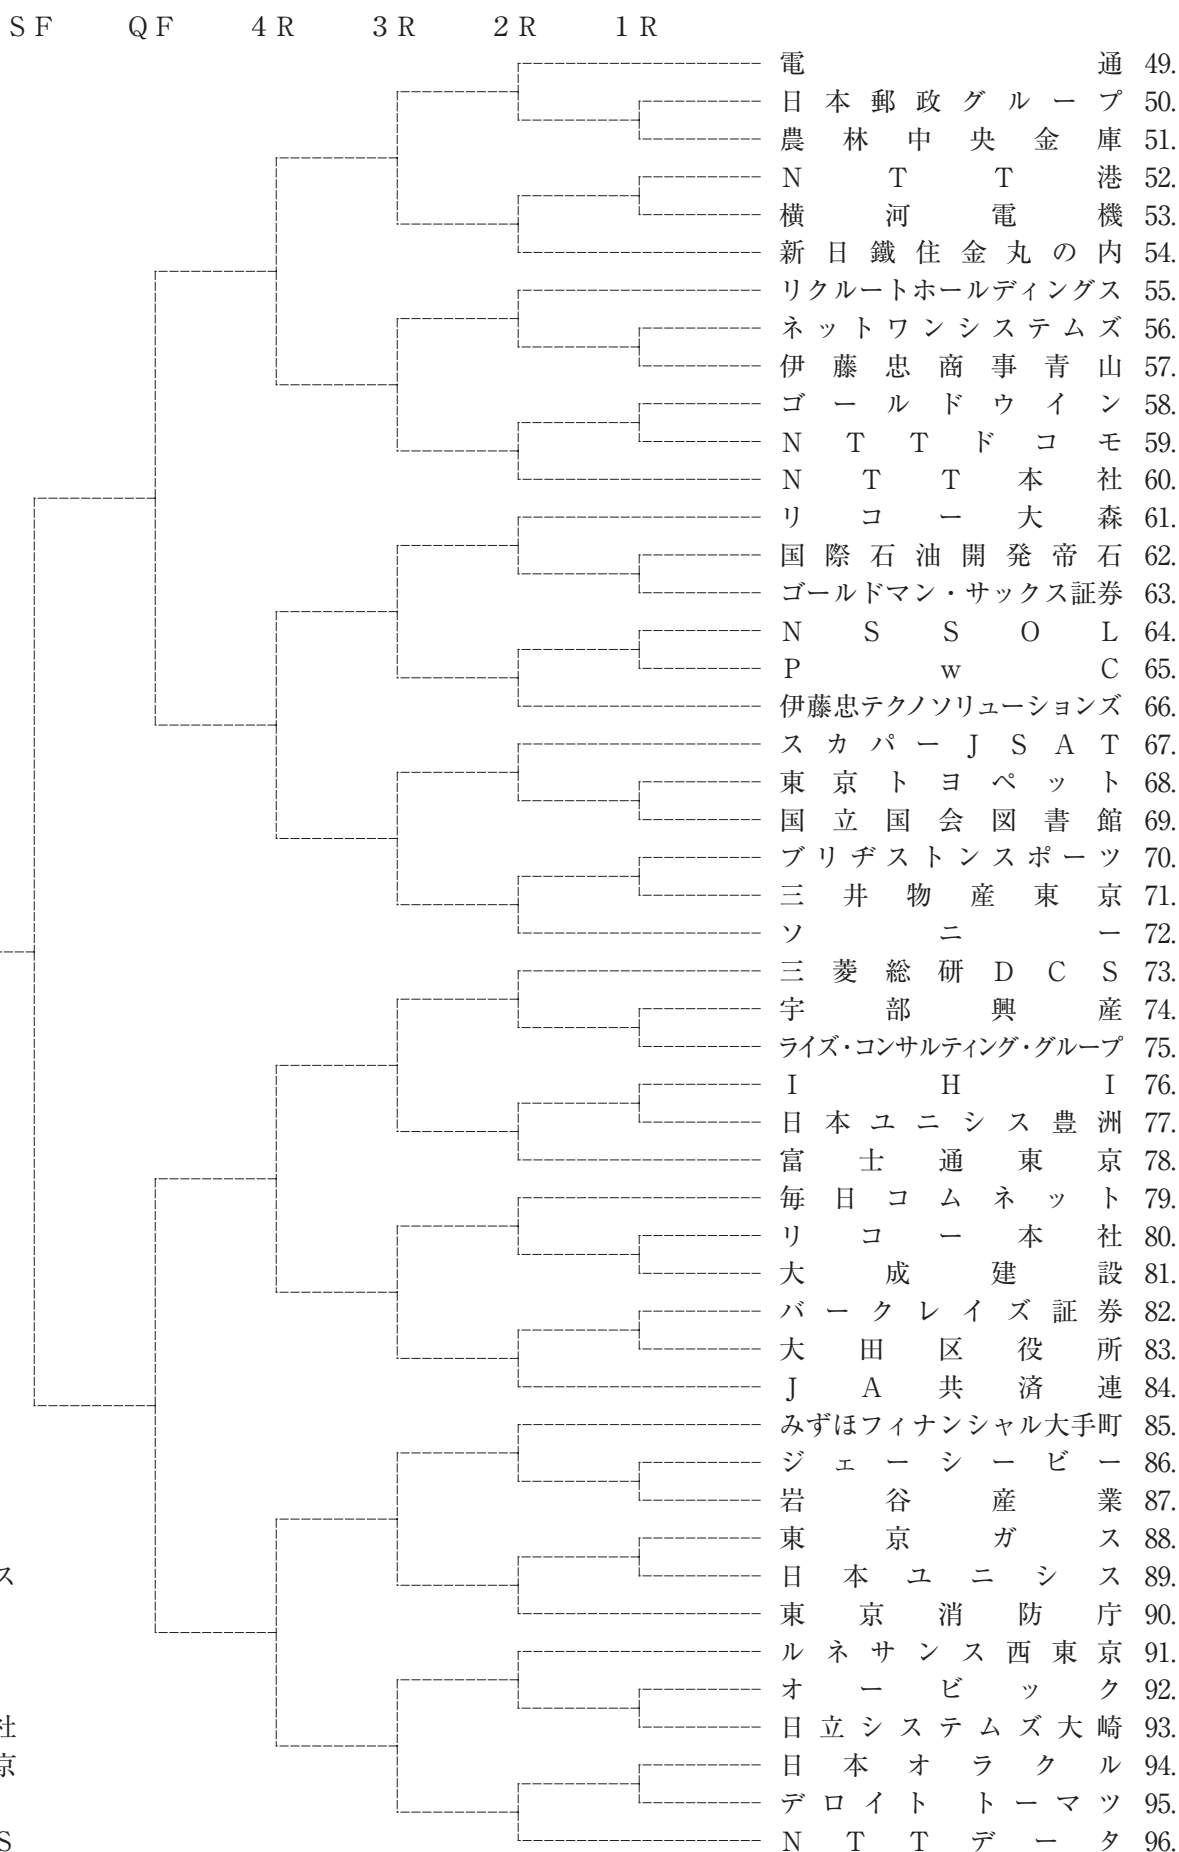 SF QF 4R 3R 2R 1R
電通 49.
日本郵政グループ 50.
農林中央金庫 51.
NTT港 52.
横河電機 53.
新日鐵住金丸の内 54.
リクルートホールディングス 55.
ネットワンシステムズ 56.
伊藤忠商事青山 57.
ゴールドウイン 58.
NTTドコモ 59.
NTT本社 60.
リコー大森 61.
国際石油開発帝石 62.
ゴールドマン・サックス証券 63.
NSSOL 64.
PwC 65.
伊藤忠テクノソリューションズ 66.
スカパーJSAT 67.
東京トヨペット 68.
国立国会図書館 69.
ブリヂストンスポーツ 70.
三井物産東京 71.
ソニー 72.
三菱総研DCS 73.
宇部興産 74.
ライズ・コンサルティング・グループ 75.
IHI 76.
日本ユニシス豊洲 77.
富士通東京 78.
毎日コムネット 79.
リコー本社 80.
大成建設 81.
バークレイズ証券 82.
大田区役所 83.
JA共済連 84.
みずほフィナンシャル大手町 85.
ジェーシービー 86.
岩谷産業 87.
東京ガス 88.
ス 日本ユニシス 89.
東京消防庁 90.
ルネサンス西東京 91.
オービック 92.
社 日立システムズ大崎 93.
京 日本オラクル 94.
デロイト トーマツ 95.
S NTTデータ 96.